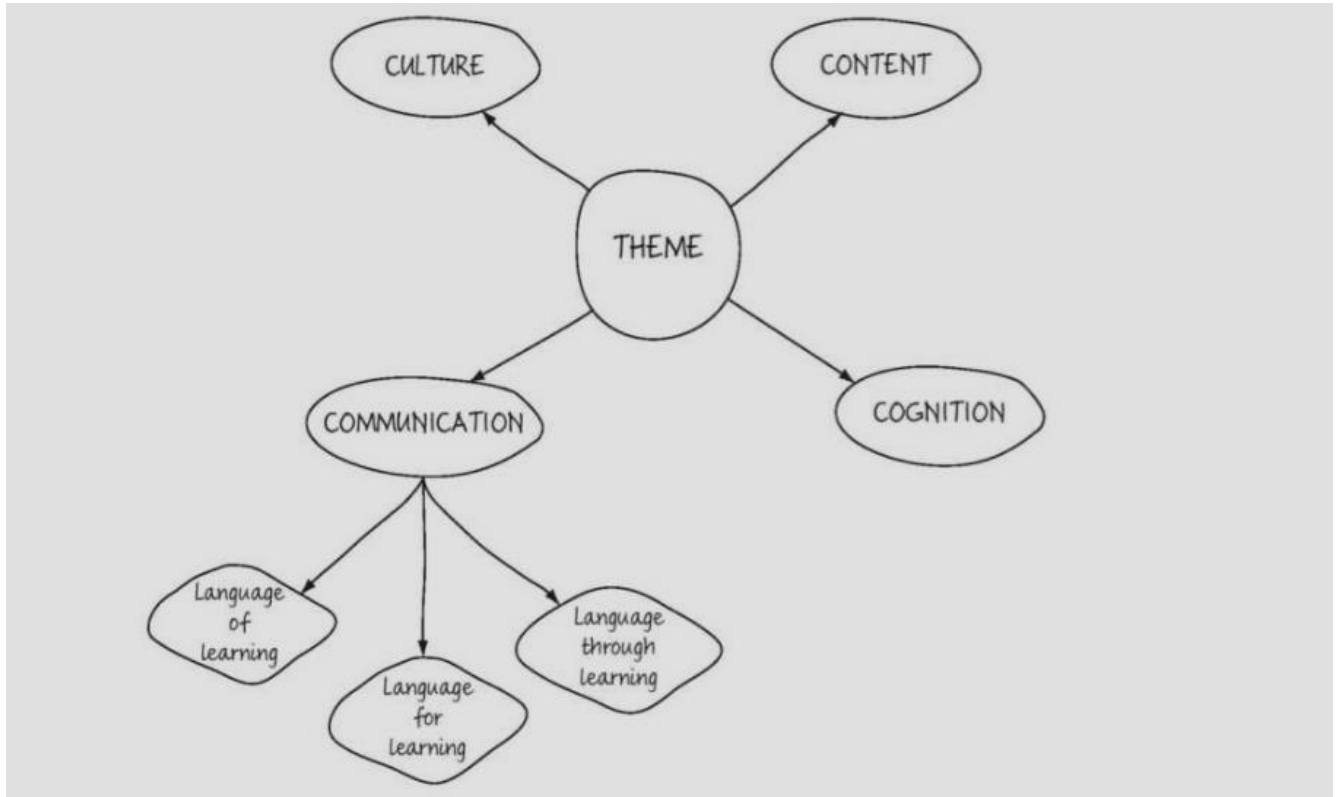 CULTURE
CONTENT
THEME
COMMUNICATION
COGNITION
Language
of
learning
Language
for
learning
Language
through
learning